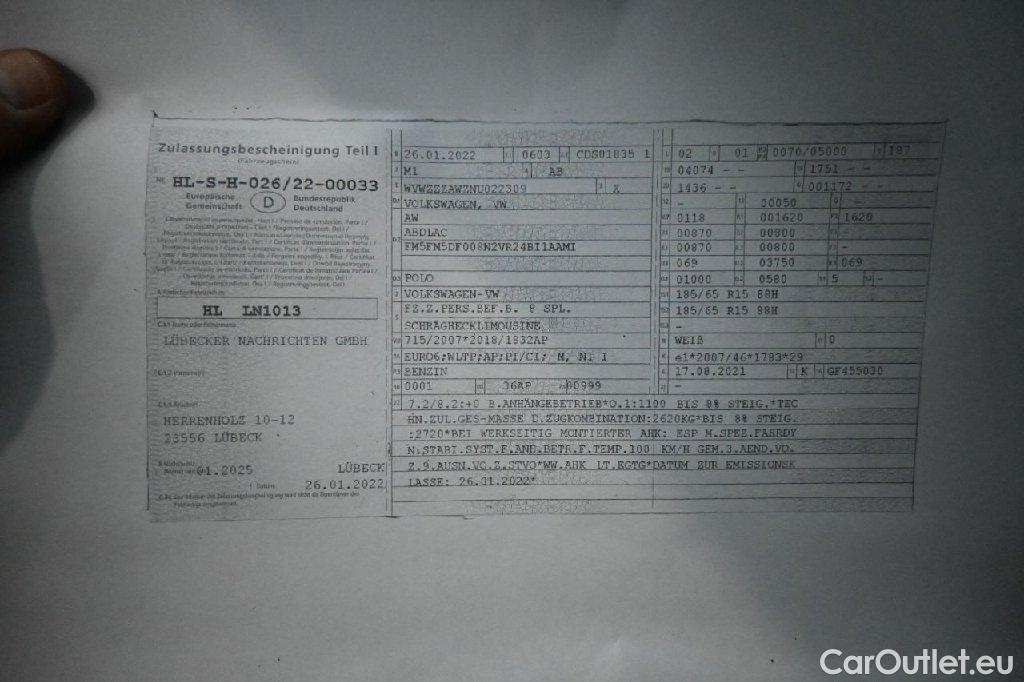 Zulassungsbescheinigung Teil I
(Fahrzeugschein)
Nr. HL-S-H-026/22-00033
Europäische Gemeinschaft
D
Bundesrepublik Deutschland
HL LN1013
LÜBECKER NACHRICHTEN GMBH
HERRENHOLZ 10-12
23556 LÜBECK
01.2025
LÜBECK
26.01.2022
26.01.2022 0603 CDS01835 1
M1 AB
WVWZZZAWZNU022309 X
VOLKSWAGEN, VW
AW
ABDLAC
FM5FM5DF008N2VR24BI1AAMI
POLO
VOLKSWAGEN-VW
FZ.Z.PERS.BEF.B. 8 SPL.
SCHRÄGHECKLIMOUSINE
715/2007*2018/1832AP
EURO6;WLTP;AP;PI/CI; M, N1 I
BENZIN
0001 36AP 00999
02 01 0070/05000 187
04074 - - 1751 - -
1436 - - 001172 - -
- 00050 -
0118 001620 1620
00870 00800 -
00870 00800 -
069 03750 069
01000 0580 5 -
185/65 R15 88H
185/65 R15 88H
-
WEIß 0
e1*2007/46*1783*29
17.08.2021 K GF455030
-
7.2/8.2:+0 B.ANHÄNGEBETRIEB*O.1:1100 BIS 8% STEIG.*TEC
HN.ZUL.GES-MASSE D.ZUGKOMBINATION:2620KG*BIS 8% STEIG.
:2720*BEI WERKSEITIG MONTIERTER AHK: ESP M.SPEZ.FAHRDY
N.STABI.SYST.F.ANH.BETR.F.TEMP.100 KM/H GEM.3.AEND.VO.
Z.9.AUSN.VO.Z.STVO*WW.AHK LT.EGTG*DATUM ZUR EMISSIONSK
LASSE: 26.01.2022*
CarOutlet.eu